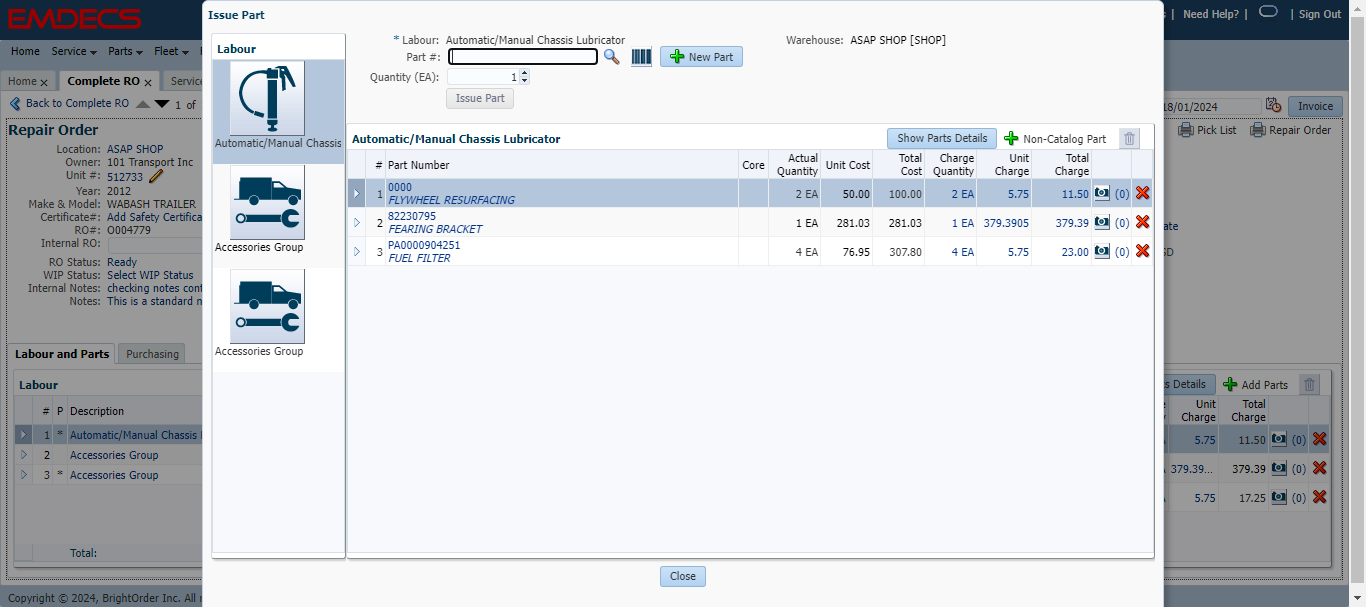 EMDECS
Need Help? |
| Sign Out
Home Service Parts Fleet
Home x Complete RO x Service
Back to Complete RO 1 of
18/01/2024 Invoice
Pick List Repair Order
Repair Order
Location: ASAP SHOP
Owner: 101 Transport Inc
Unit #: 512733
Year: 2012
Make & Model: WABASH TRAILER
Certificate#: Add Safety Certifica
RO#: O004779
Internal RO:
RO Status: Ready
WIP Status: Select WIP Status
Internal Notes: checking notes cont
Notes: This is a standard n
Labour and Parts Purchasing
Labour
# P Description
1 * Automatic/Manual Chassis
2 Accessories Group
3 * Accessories Group
Total:
Copyright © 2024, BrightOrder Inc. All
Issue Part
Labour
Automatic/Manual Chassis
Accessories Group
Accessories Group
* Labour: Automatic/Manual Chassis Lubricator
Warehouse: ASAP SHOP [SHOP]
Part #: New Part
Quantity (EA): 1
Issue Part
Automatic/Manual Chassis Lubricator
Show Parts Details Non-Catalog Part
# Part Number Core Actual Quantity Unit Cost Total Cost Charge Quantity Unit Charge Total Charge
1 0000 2 EA 50.00 100.00 2 EA 5.75 11.50 (0)
FLYWHEEL RESURFACING
2 82230795 1 EA 281.03 281.03 1 EA 379.3905 379.39 (0)
FEARING BRACKET
3 PA0000904251 4 EA 76.95 307.80 4 EA 5.75 23.00 (0)
FUEL FILTER
Close
s Details Add Parts
Unit Charge Total Charge
5.75 11.50 (0)
379.39... 379.39 (0)
5.75 17.25 (0)